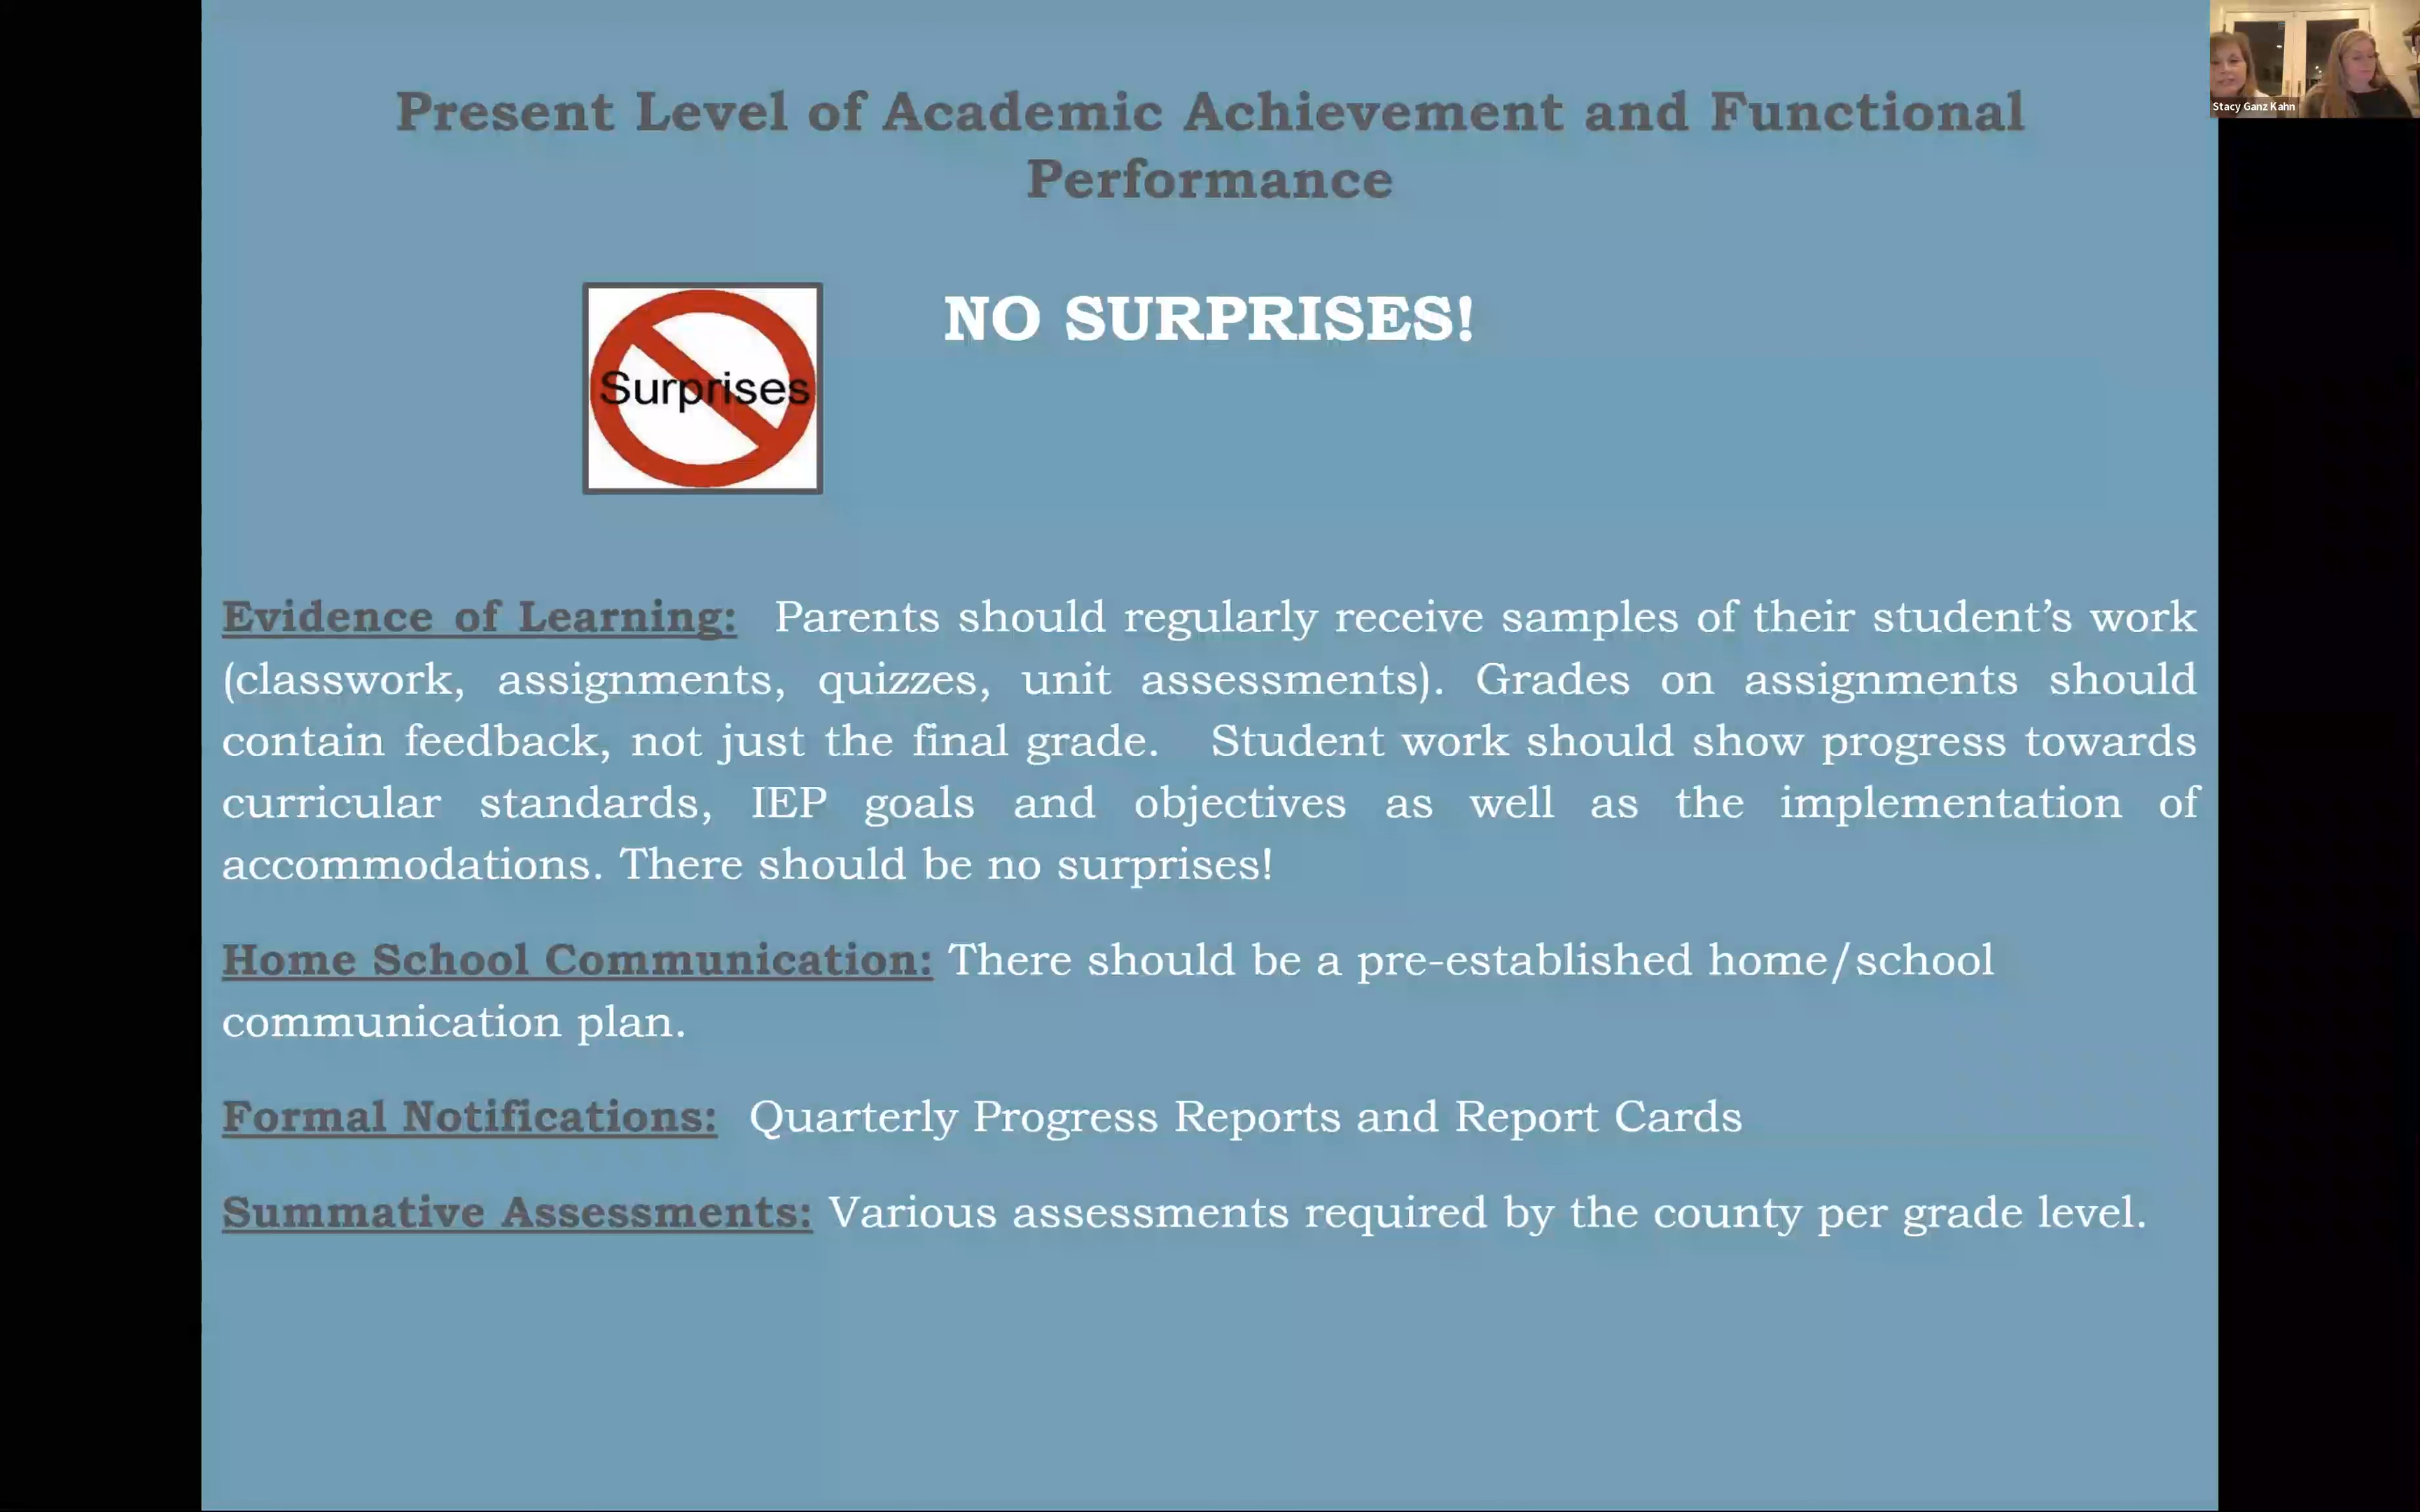 Present Level of Academic Achievement and Functional
Performance
Stacy Ganz Kahn
NO SURPRISES!
Surprises
Evidence of Learning: Parents should regularly receive samples of their student’s work
(classwork, assignments, quizzes, unit assessments). Grades on assignments should
contain feedback, not just the final grade. Student work should show progress towards
curricular standards, IEP goals and objectives as well as the implementation of
accommodations. There should be no surprises!
Home School Communication: There should be a pre-established home/school
communication plan.
Formal Notifications: Quarterly Progress Reports and Report Cards
Summative Assessments: Various assessments required by the county per grade level.